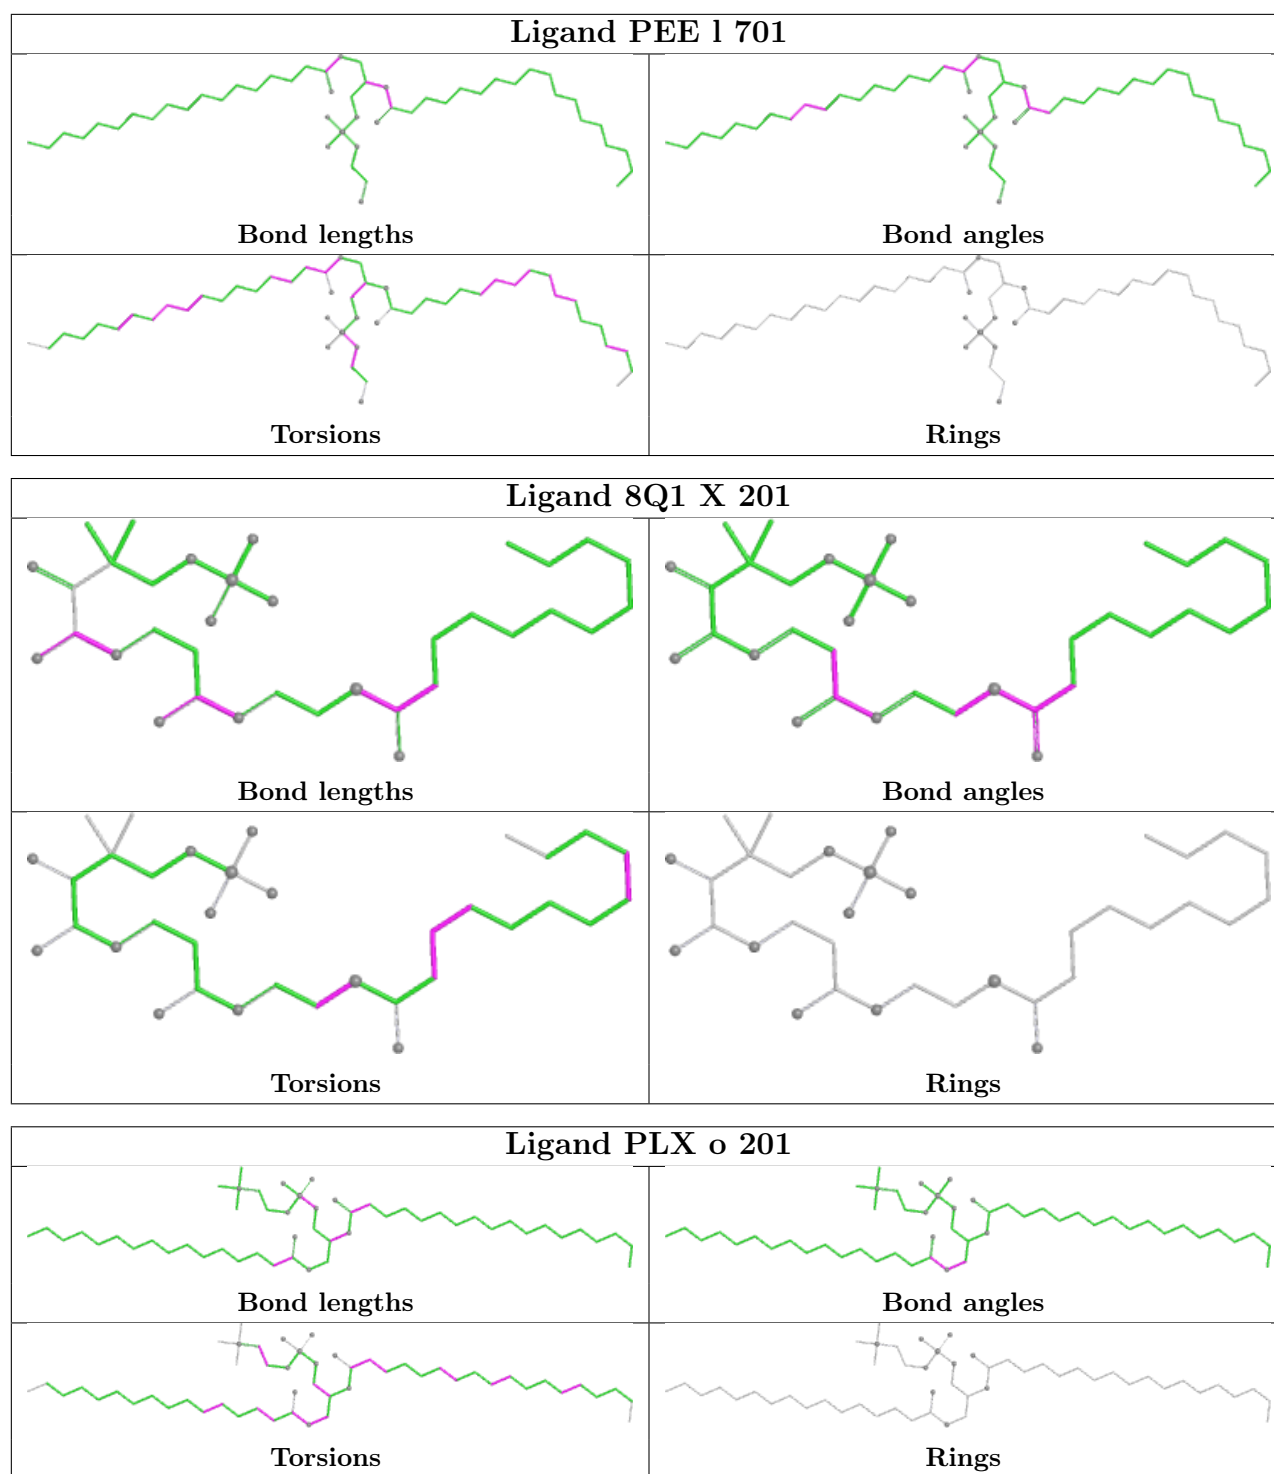 Ligand PEE l 701
Bond lengths
Bond angles
Torsions
Rings
Ligand 8Q1 X 201
Bond lengths
Bond angles
Torsions
Rings
Ligand PLX o 201
Bond lengths
Bond angles
Torsions
Rings